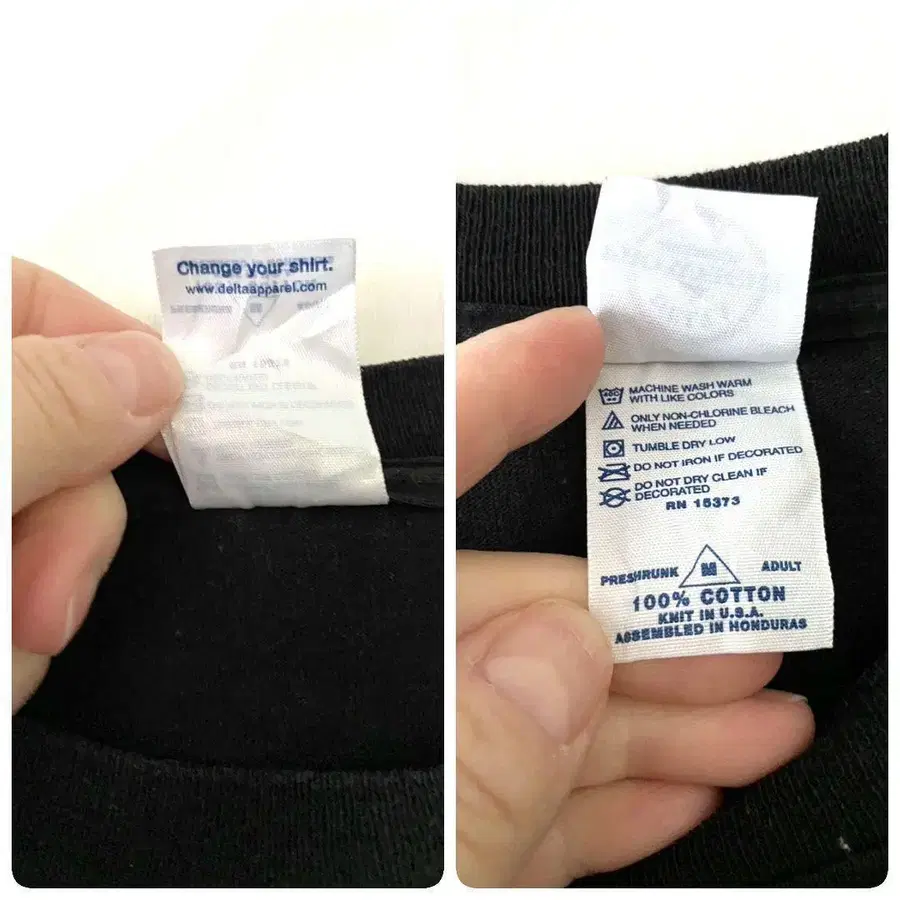 Change your shirt.
www.deltaapparel.com
MACHINE WASH WARM
WITH LIKE COLORS
ONLY NON-CHLORINE BLEACH
WHEN NEEDED
TUMBLE DRY LOW
DO NOT IRON IF DECORATED
DO NOT DRY CLEAN IF
DECORATED
RN 15373
PRESHRUNK M ADULT
100% COTTON
KNIT IN U.S.A.
ASSEMBLED IN HONDURAS